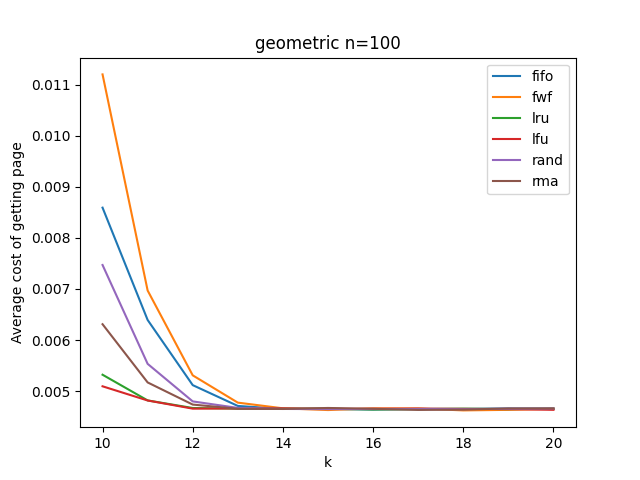 geometric n=100
Average cost of getting page
0.011
0.010
0.009
0.008
0.007
0.006
0.005
10
12
14
16
18
20
k
fifo
fwf
lru
lfu
rand
rma